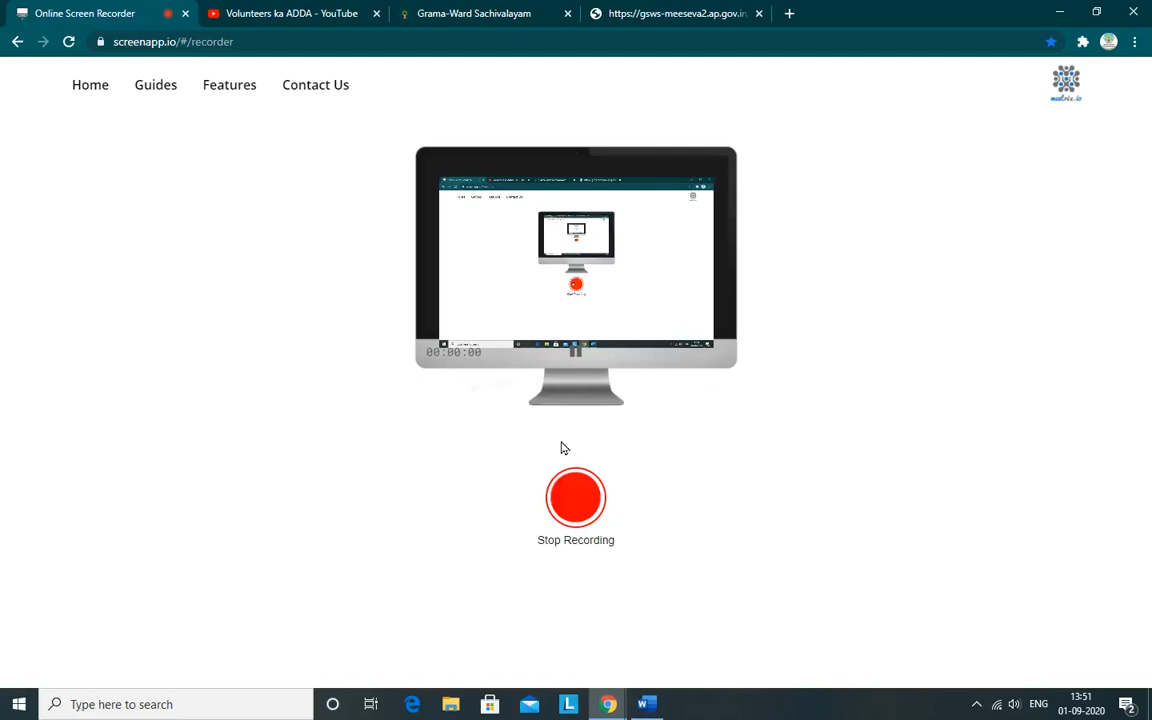 Online Screen Recorder
Volunteers ka ADDA - YouTube
Grama-Ward Sachivalayam
https://gsws-meeseva2.ap.gov.in
screenapp.io/#/recorder
Home
Guides
Features
Contact Us
00:00:00
Stop Recording
Type here to search
ENG
13:51
01-09-2020
2